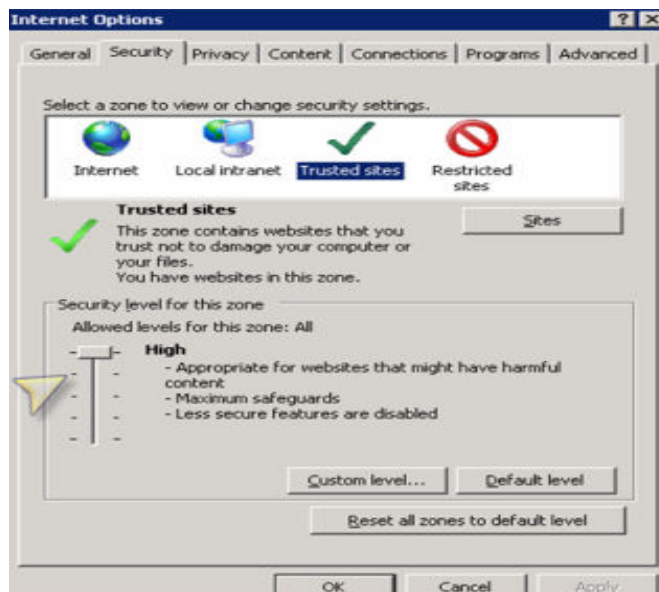 Internet Options
General Security Privacy Content Connections Programs Advanced
Select a zone to view or change security settings.
Internet Local intranet Trusted sites Restricted
sites
Trusted sites
Sites
This zone contains websites that you
trust not to damage your computer or
your files.
You have websites in this zone.
Security level for this zone
Allowed levels for this zone: All
High
- Appropriate for websites that might have harmful
content
- Maximum safeguards
- Less secure features are disabled
Custom level... Default level
Reset all zones to default level
OK Cancel Apply